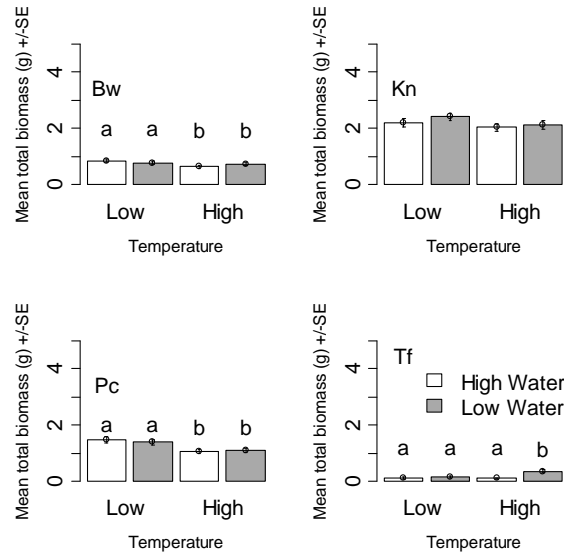 Mean total biomass (g) +/-SE
0 2 4
Bw
a a b b
Low High
Temperature
Mean total biomass (g) +/-SE
0 2 4
Kn
Low High
Temperature
Mean total biomass (g) +/-SE
0 2 4
Pc
a a b b
Low High
Temperature
Mean total biomass (g) +/-SE
0 2 4
Tf
High Water
Low Water
a a a b
Low High
Temperature